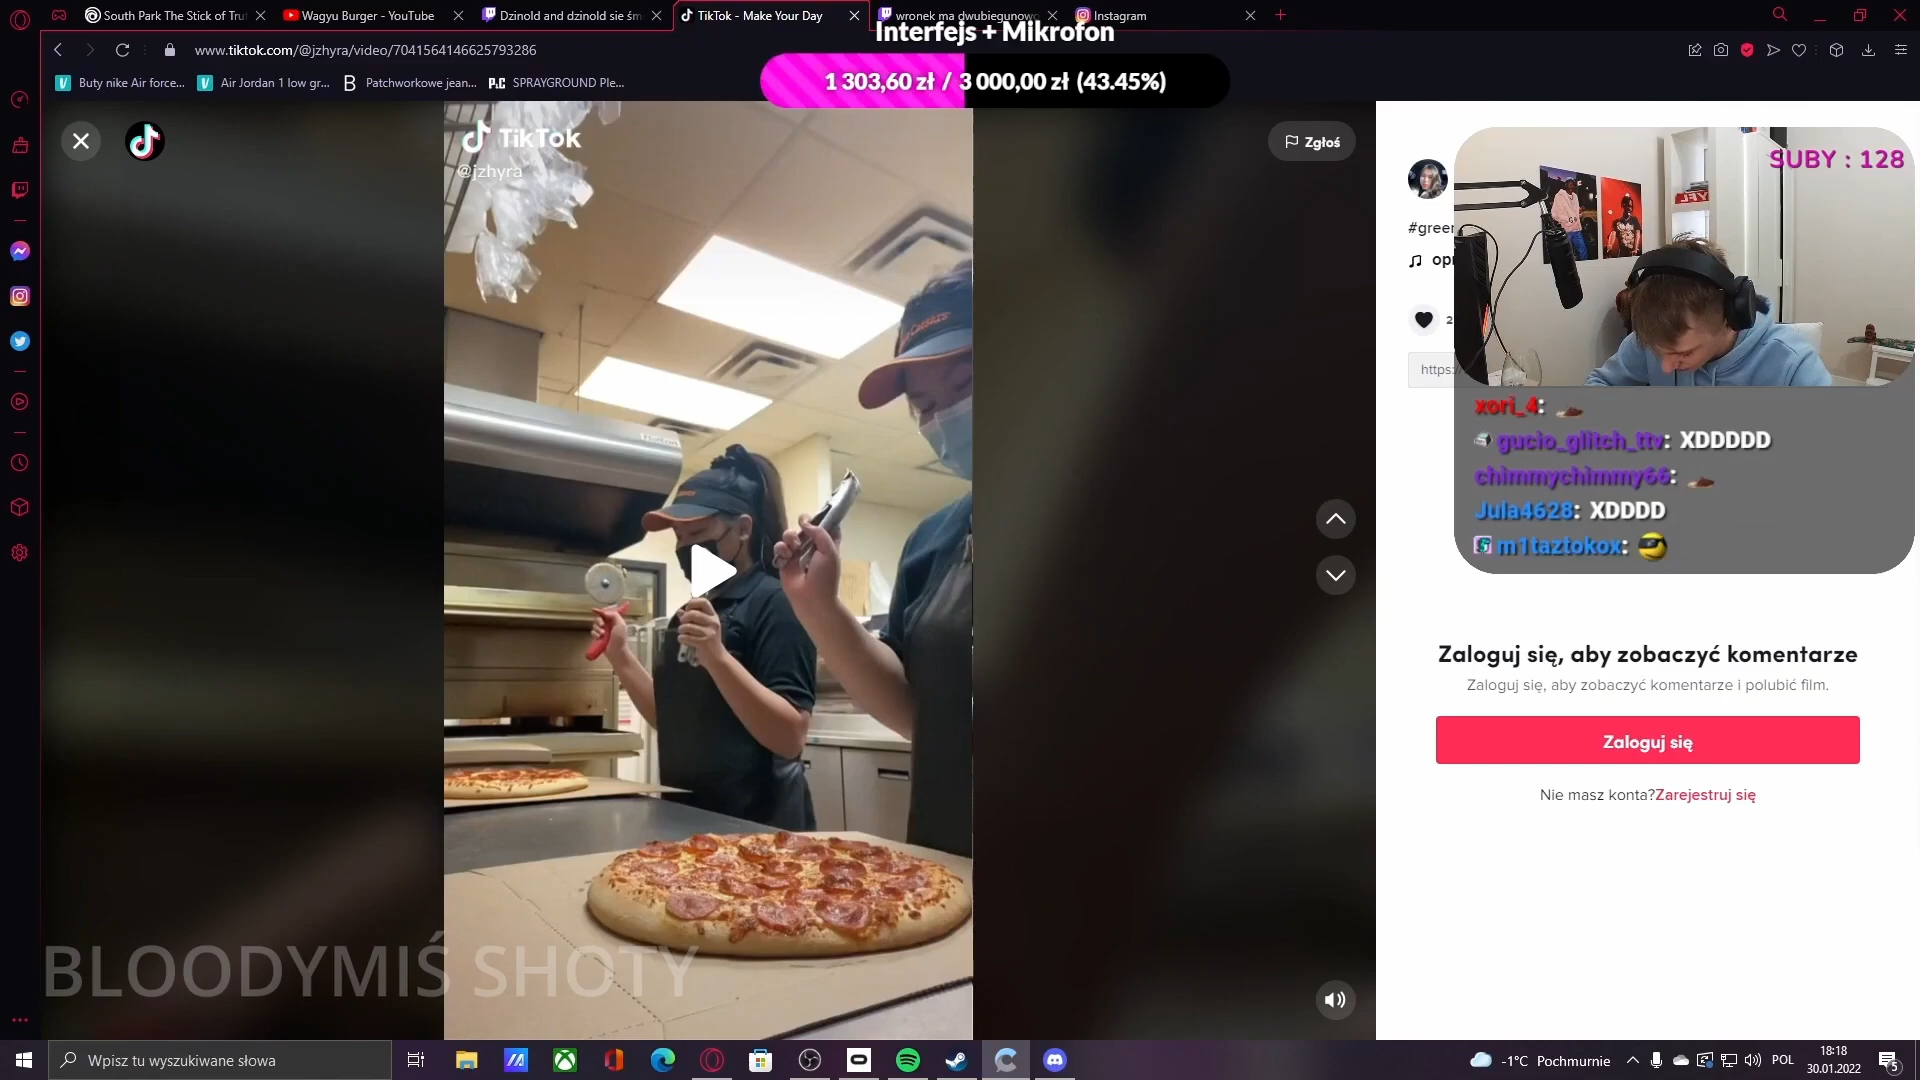 South Park The Stick of Tru
Wagyu Burger - YouTube
Dzinold and dzinold sie śm
TikTok - Make Your Day
wronek ma dwubiegunow
Instagram
www.tiktok.com/@jzhyra/video/7041564146625793286
Interfejs + Mikrofon
1 303,60 zł / 3 000,00 zł (43.45%)
Buty nike Air force...
Air Jordan 1 low gr...
Patchworkowe jean...
SPRAYGROUND Ple...
TikTok
@jzhyra
Zgłoś
SUBY : 128
#green
opr
2
https:/
xori_4:
gucio_glitch_ttv: XDDDDD
chimmychimmy66:
Jula4628: XDDDD
m1taztokox:
Zaloguj się, aby zobaczyć komentarze
Zaloguj się, aby zobaczyć komentarze i polubić film.
Zaloguj się
Nie masz konta?Zarejestruj się
BLOODYMIŚ SHOTY
Wpisz tu wyszukiwane słowa
-1°C Pochmurnie
POL
18:18
30.01.2022
5